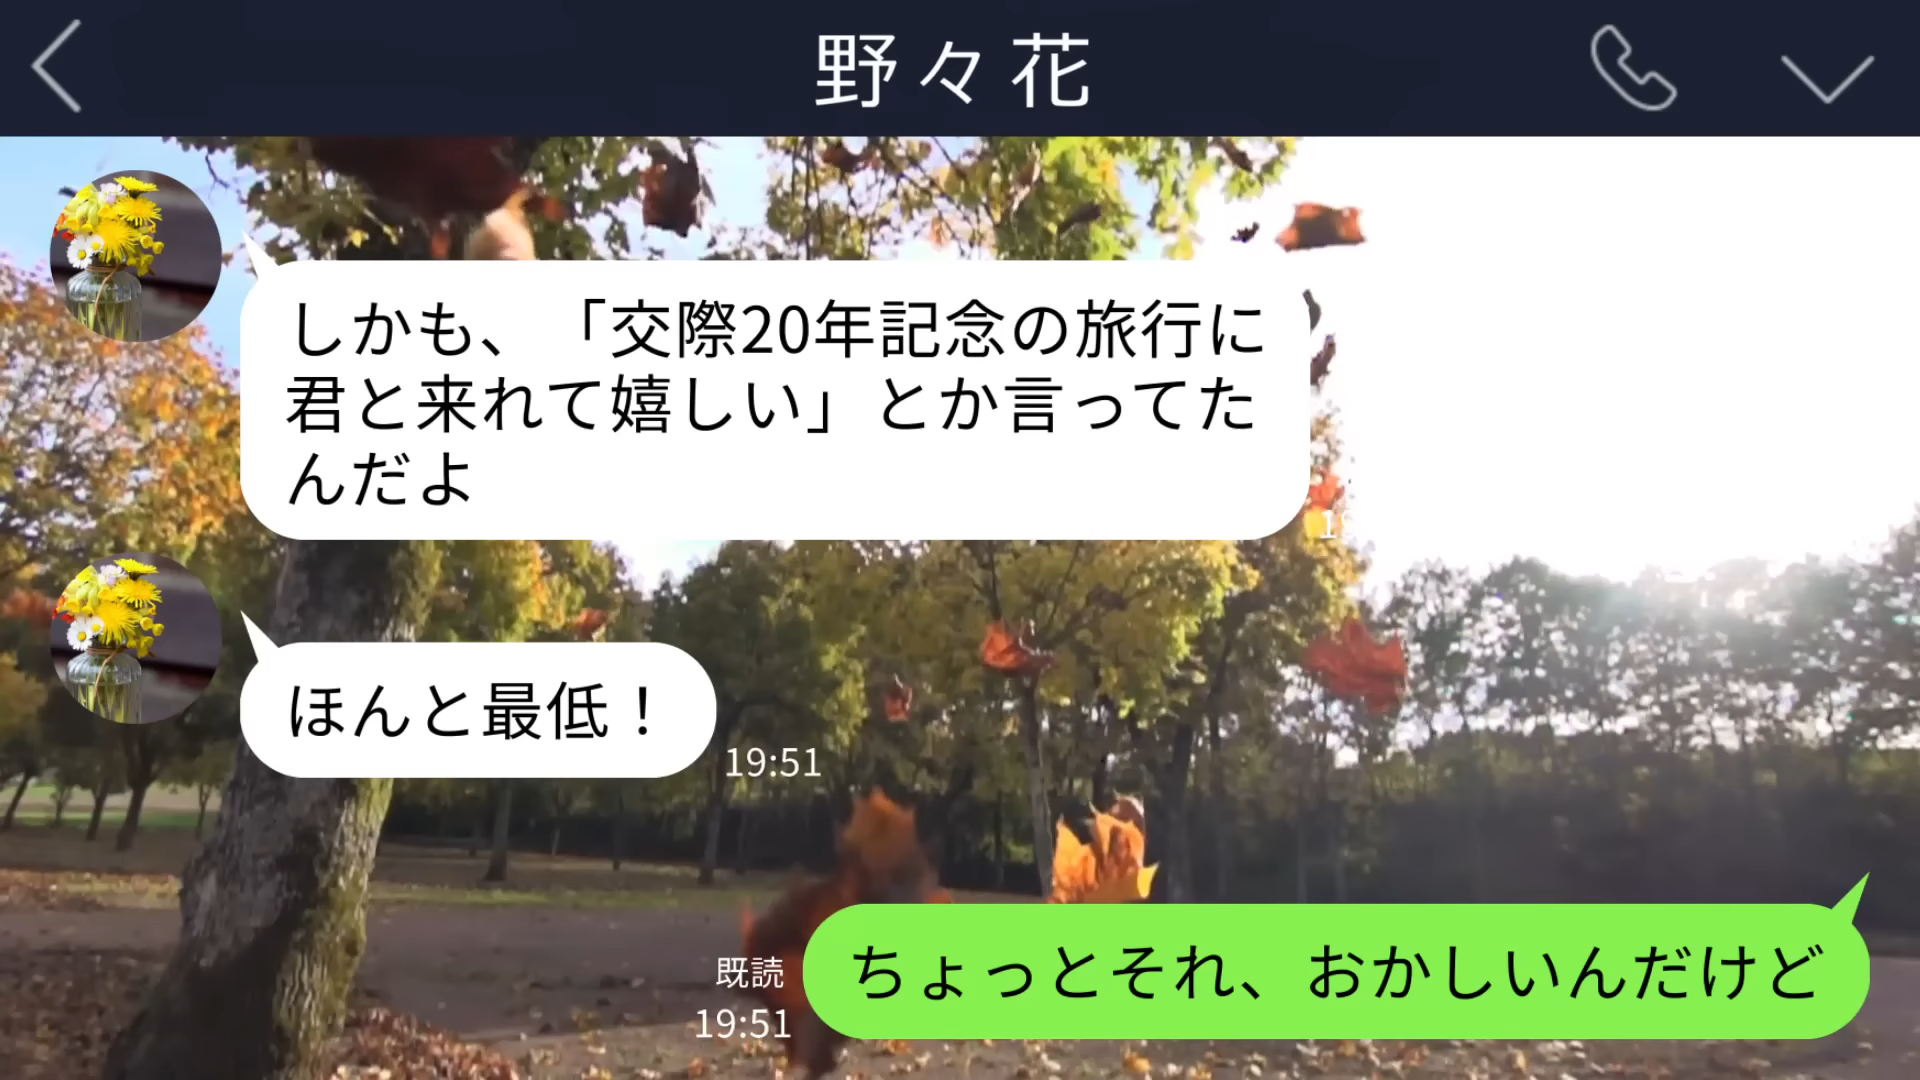 野々花
しかも、「交際20年記念の旅行に
君と来れて嬉しい」とか言ってた
んだよ
ほんと最低！
19:51
ちょっとそれ、おかしいんだけど
既読
19:51